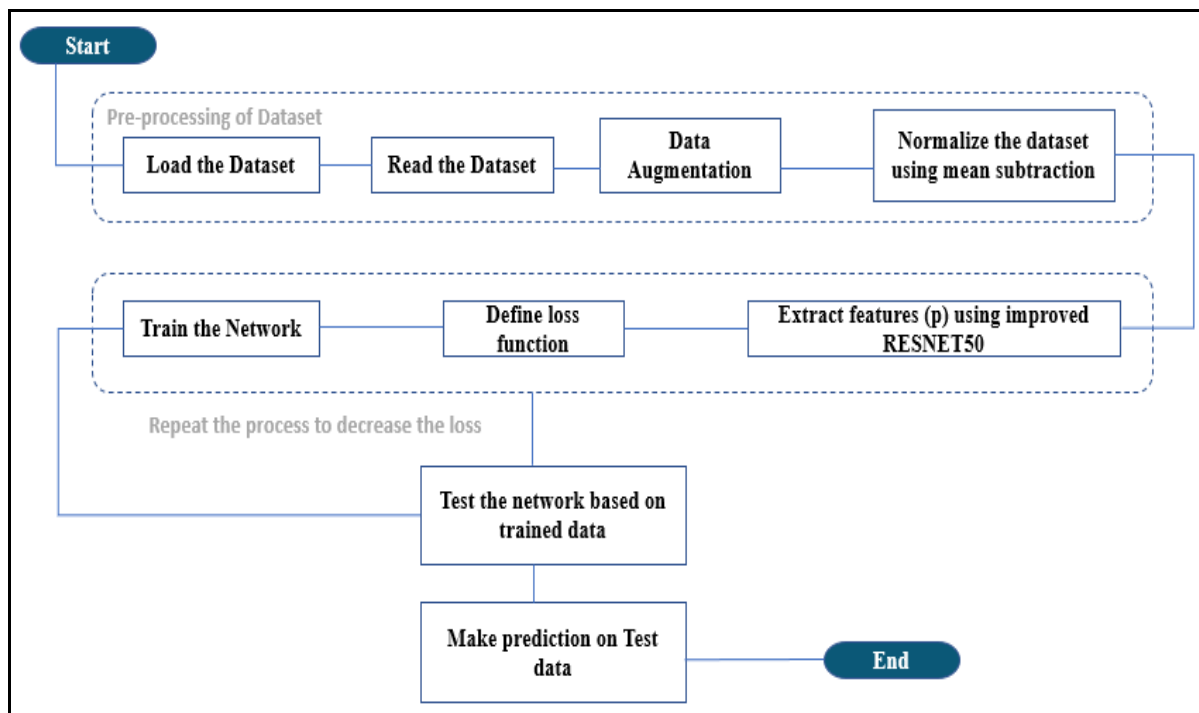 Start
Pre-processing of Dataset
Load the Dataset
Read the Dataset
Data
Augmentation
Normalize the dataset
using mean subtraction
Train the Network
Define loss
function
Extract features (p) using improved
RESNET50
Repeat the process to decrease the loss
Test the network based on
trained data
Make prediction on Test
data
End